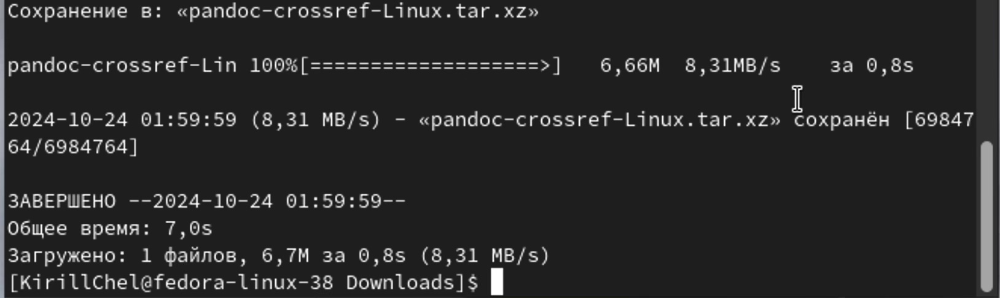 Сохранение в: «pandoc-crossref-Linux.tar.xz»
pandoc-crossref-Lin 100%[===================>]   6,66M  8,31MB/s    за 0,8s
2024-10-24 01:59:59 (8,31 MB/s) - «pandoc-crossref-Linux.tar.xz» сохранён [69847
64/6984764]
ЗАВЕРШЕНО --2024-10-24 01:59:59--
Общее время: 7,0s
Загружено: 1 файлов, 6,7M за 0,8s (8,31 MB/s)
[KirillChel@fedora-linux-38 Downloads]$